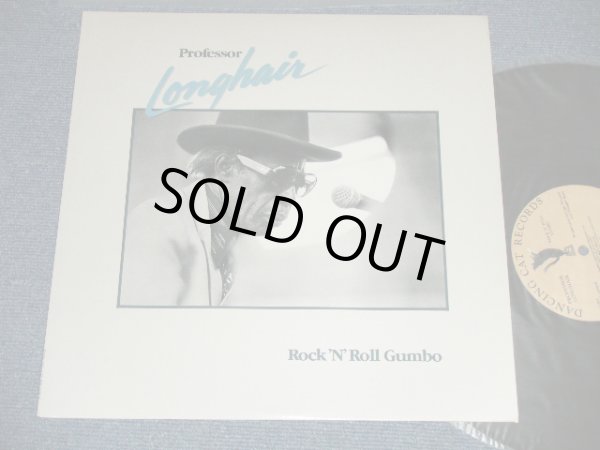 Professor
Longhair
SOLD OUT
DANCING CAT RECORDS
Rock 'N' Roll Gumbo